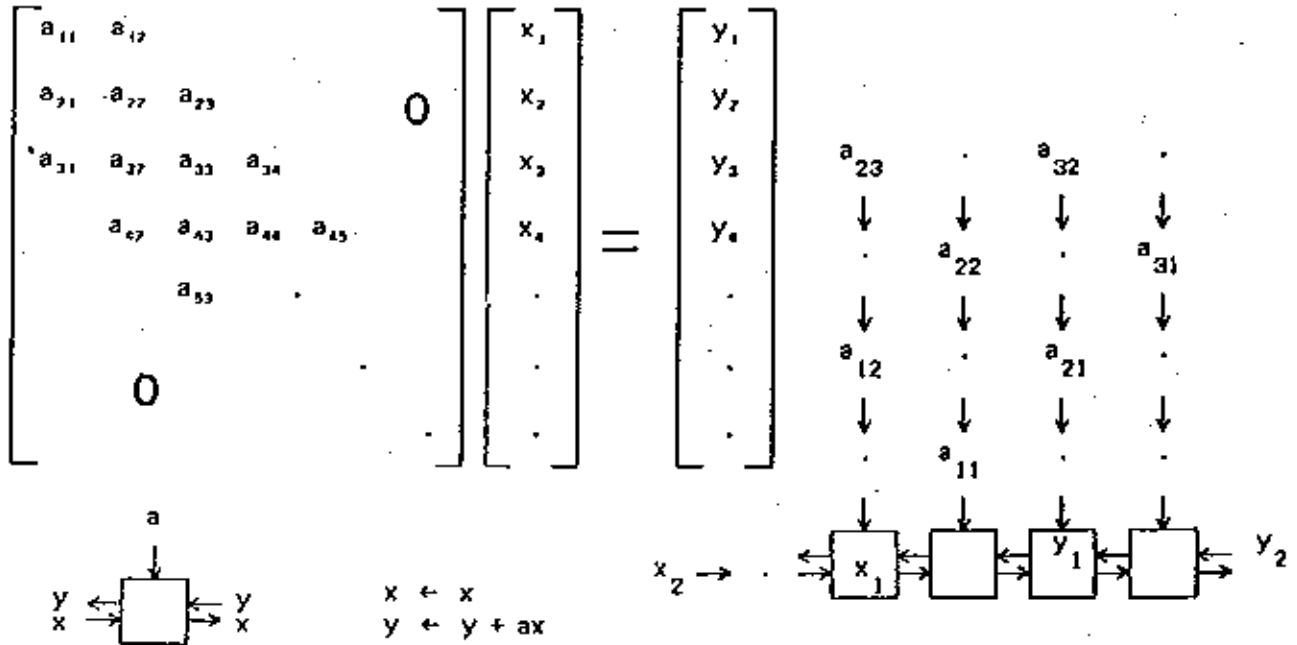 a₁₁ a₁₂ x₁ y₁
a₂₁ a₂₂ a₂₃ 0 x₂ y₂
a₃₁ a₃₂ a₃₃ a₃₄ x₃ y₃
a₄₂ a₄₃ a₄₄ a₄₅ x₄ = y₄
a₅₃ . . .
. . .
0
. . .
a₂₃ . a₃₂ .
↓ ↓ ↓ ↓
. a₂₂ . a₃₁
↓ ↓ ↓ ↓
a₁₂ . a₂₁ .
↓ ↓ ↓ ↓
. a₁₁ . .
↓ ↓ ↓ ↓
x₂ → . x₁ y₁ y₂
a
↓
y ← ← y
x → → x
x ← x
y ← y + ax